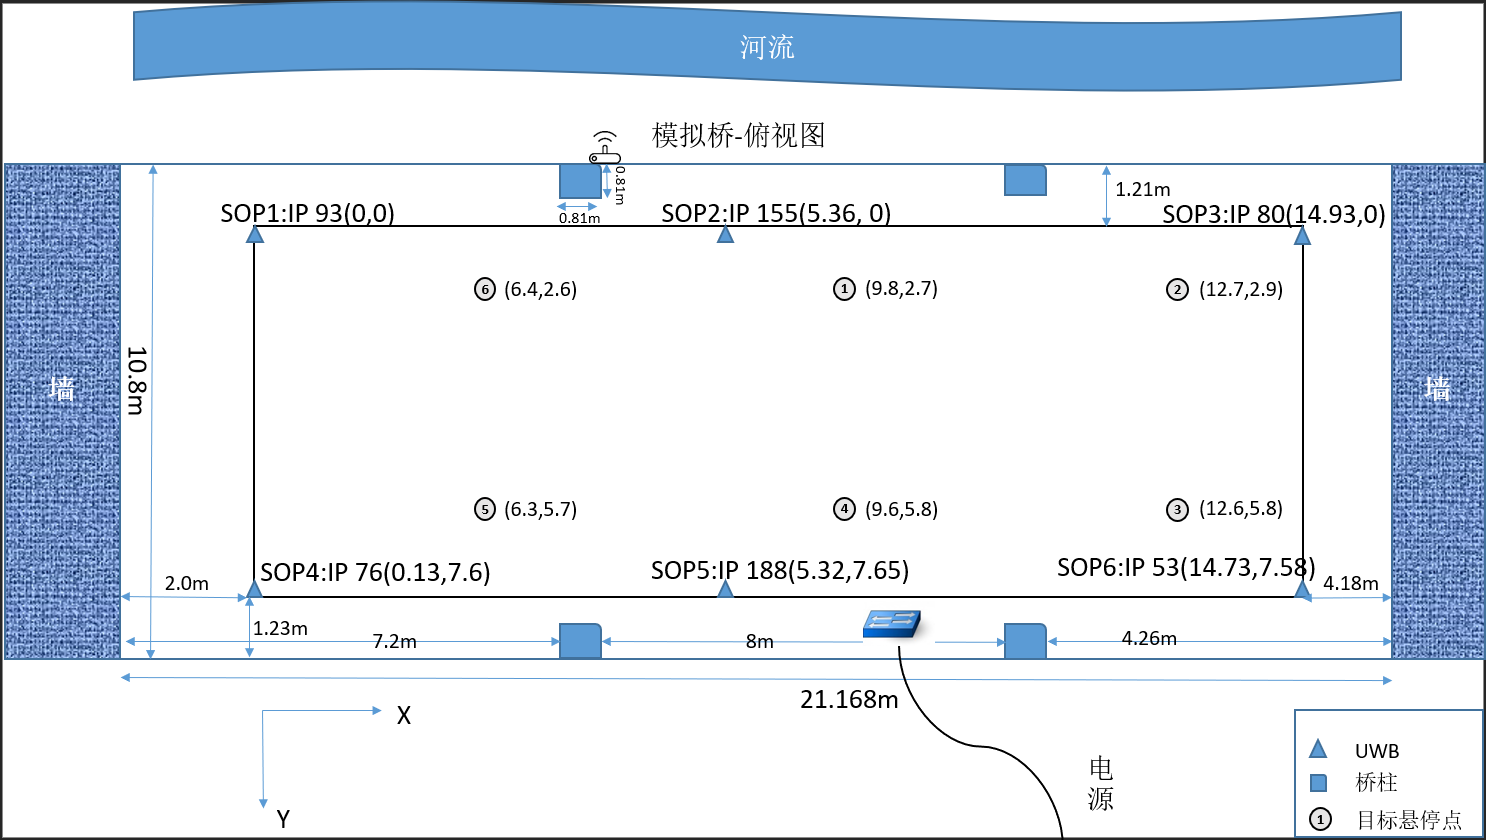 河流
模拟桥-俯视图
0.81m
0.81m
1.21m
SOP1:IP 93(0,0)
SOP2:IP 155(5.36, 0)
SOP3:IP 80(14.93,0)
6 (6.4,2.6)
1 (9.8,2.7)
2 (12.7,2.9)
10.8m
墙
墙
5 (6.3,5.7)
4 (9.6,5.8)
3 (12.6,5.8)
SOP4:IP 76(0.13,7.6)
SOP5:IP 188(5.32,7.65)
SOP6:IP 53(14.73,7.58)
2.0m
4.18m
1.23m
7.2m
8m
4.26m
21.168m
X
Y
电
源
UWB
桥柱
1 目标悬停点